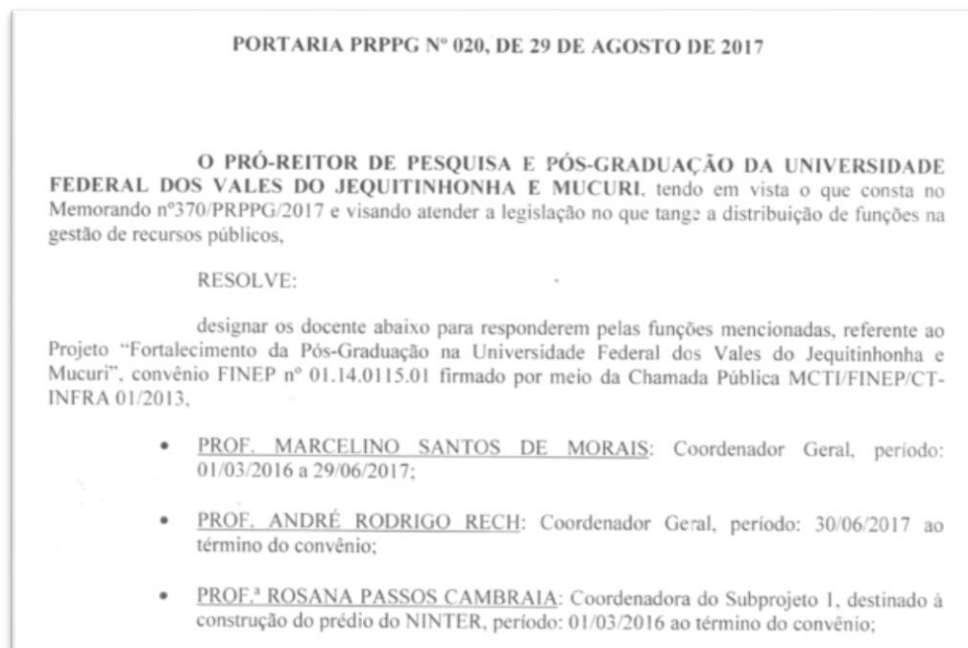 PORTARIA PRPPG Nº 020, DE 29 DE AGOSTO DE 2017
O PRÓ-REITOR DE PESQUISA E PÓS-GRADUAÇÃO DA UNIVERSIDADE
FEDERAL DOS VALES DO JEQUITINHONHA E MUCURI, tendo em vista o que consta no
Memorando nº370/PRPPG/2017 e visando atender a legislação no que tange a distribuição de funções na
gestão de recursos públicos,
RESOLVE:
designar os docente abaixo para responderem pelas funções mencionadas, referente ao
Projeto “Fortalecimento da Pós-Graduação na Universidade Federal dos Vales do Jequitinhonha e
Mucuri”, convênio FINEP nº 01.14.0115.01 firmado por meio da Chamada Pública MCTI/FINEP/CT-
INFRA 01/2013,
• PROF. MARCELINO SANTOS DE MORAIS: Coordenador Geral, período:
01/03/2016 a 29/06/2017;
• PROF. ANDRÉ RODRIGO RECH: Coordenador Geral, período: 30/06/2017 ao
término do convênio;
• PROF.ª ROSANA PASSOS CAMBRAIA: Coordenadora do Subprojeto 1, destinado à
construção do prédio do NINTER, período: 01/03/2016 ao término do convênio;